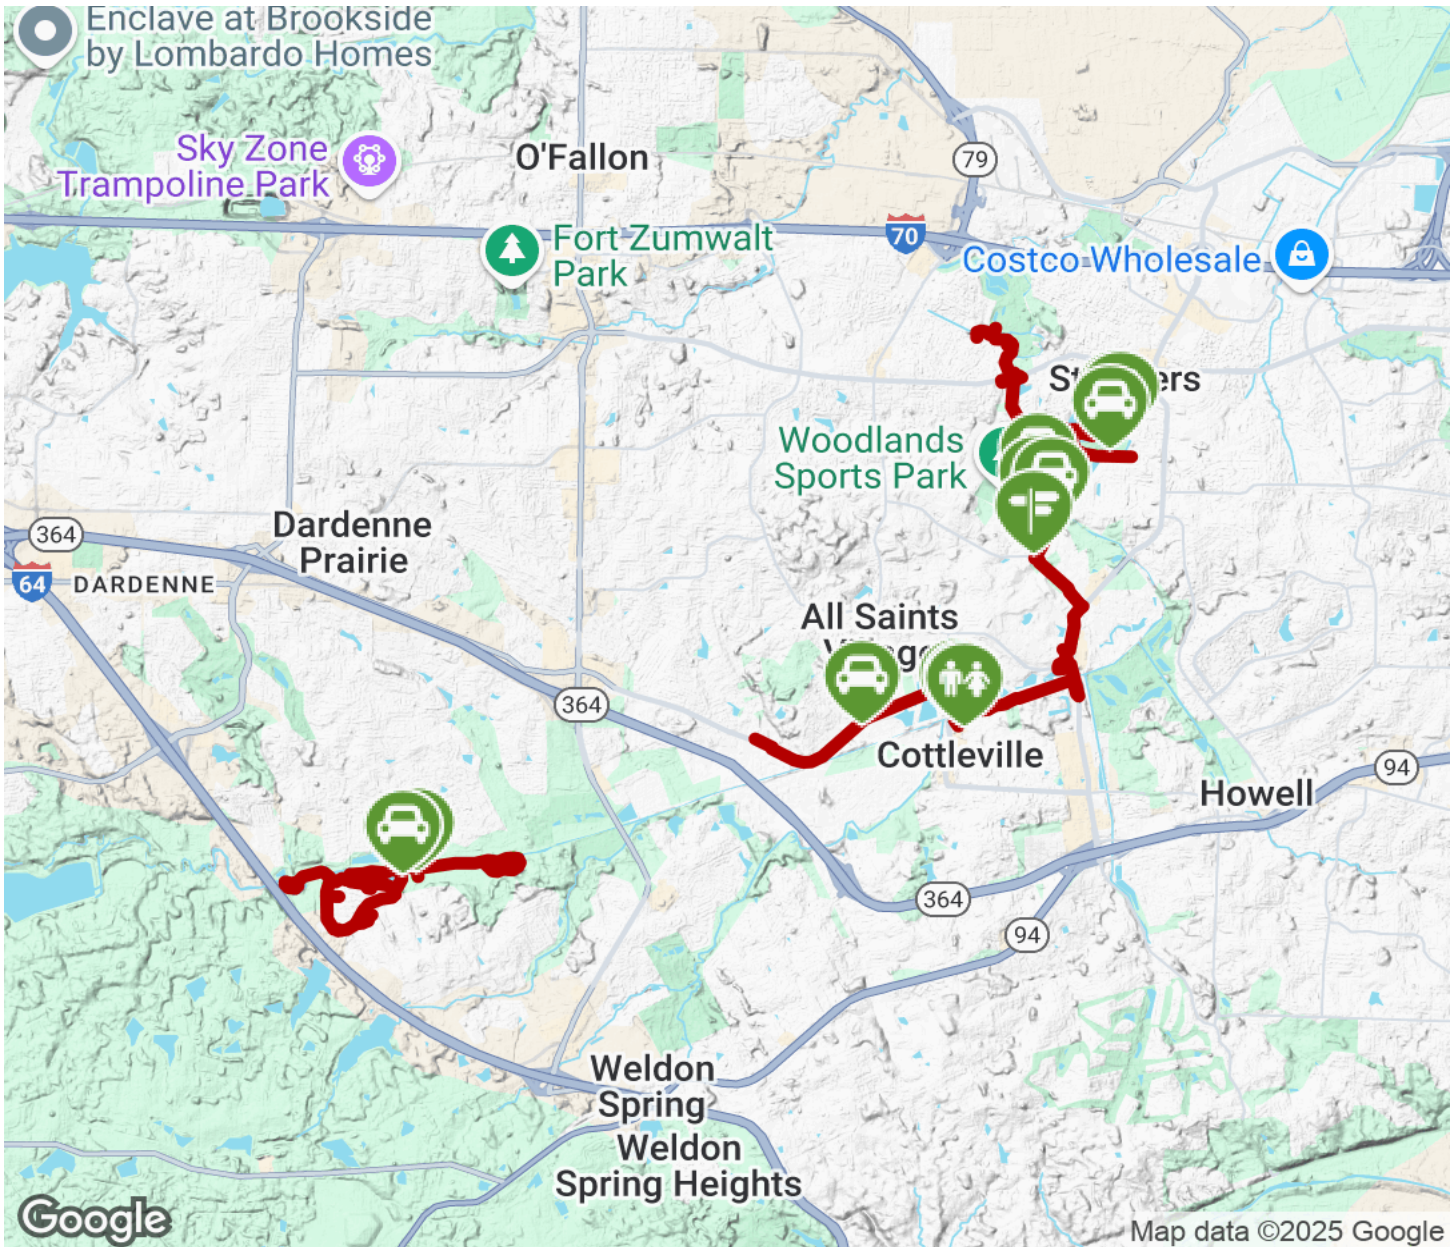 Enclave at Brookside
by Lombardo Homes
Sky Zone
Trampoline Park
O'Fallon
79
Fort Zumwalt
Park
70
Costco Wholesale
Woodlands
Sports Park
364
Dardenne
Prairie
64
DARDENNE
All Saints
364
Cottleville
94
Howell
364
94
Weldon
Spring
Weldon
Spring Heights
Google
Map data ©2025 Google